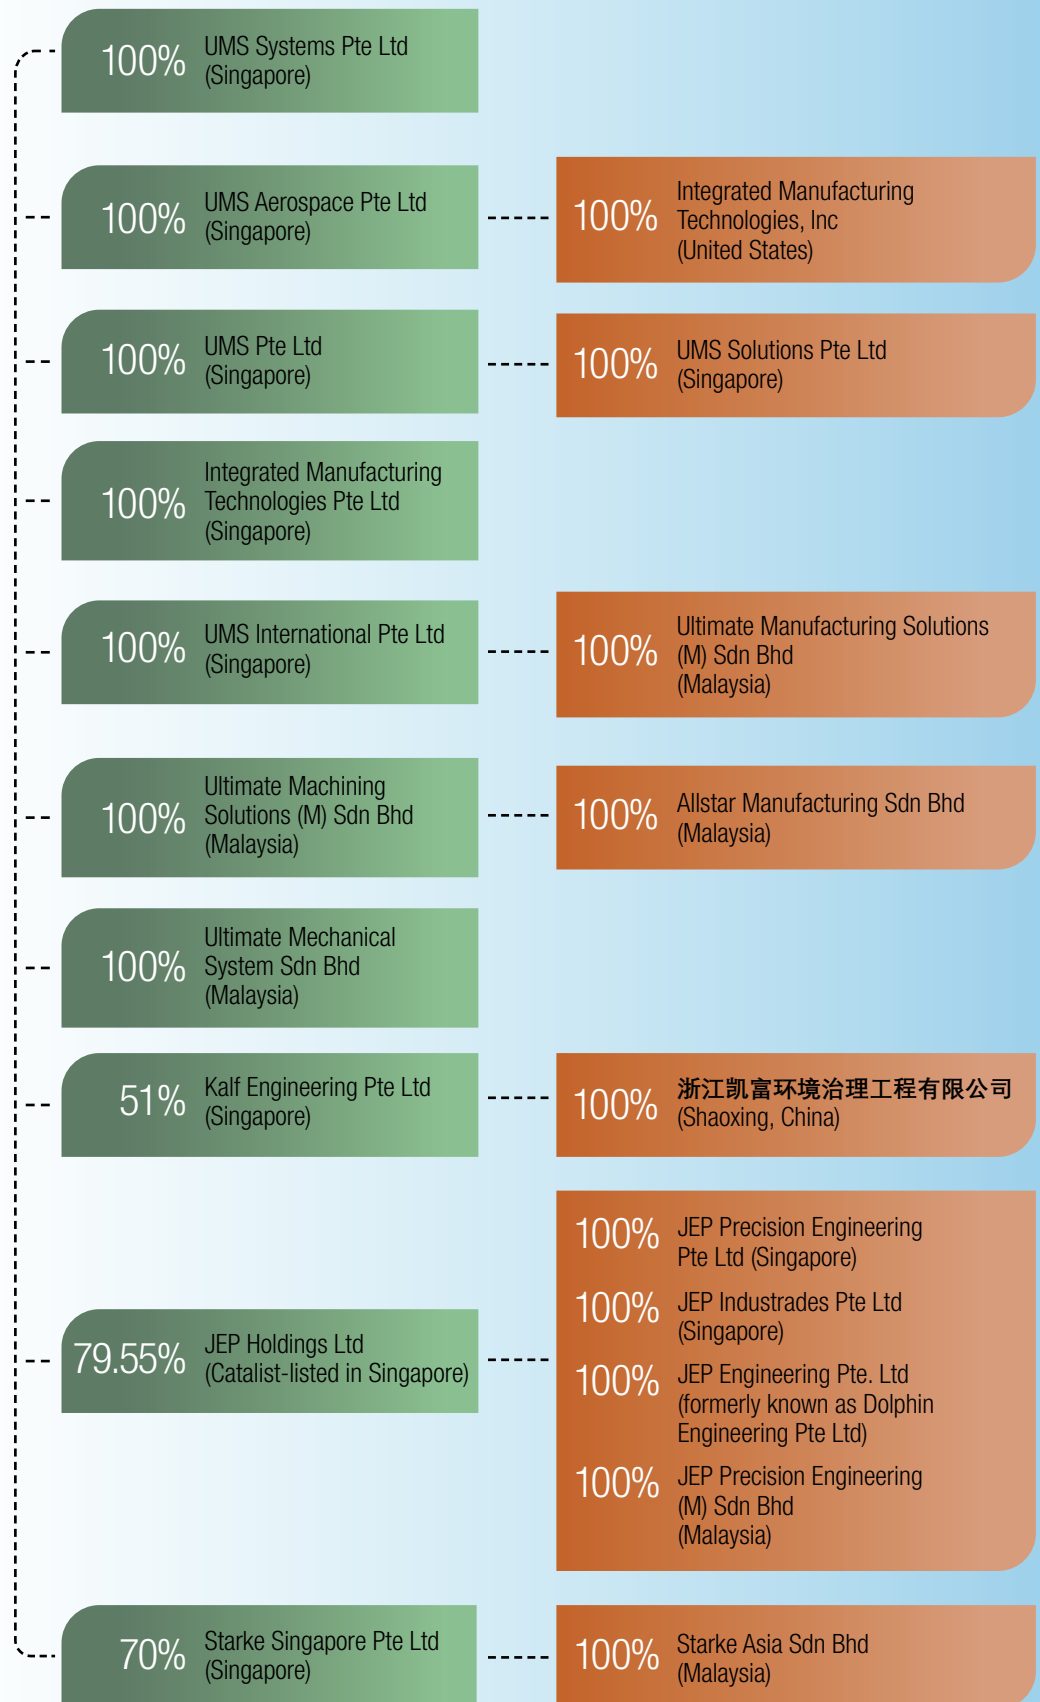 100%
UMS Systems Pte Ltd
(Singapore)
100%
UMS Aerospace Pte Ltd
(Singapore)
100%
Integrated Manufacturing
Technologies, Inc
(United States)
100%
UMS Pte Ltd
(Singapore)
100%
UMS Solutions Pte Ltd
(Singapore)
100%
Integrated Manufacturing
Technologies Pte Ltd
(Singapore)
100%
UMS International Pte Ltd
(Singapore)
100%
Ultimate Manufacturing Solutions
(M) Sdn Bhd
(Malaysia)
100%
Ultimate Machining
Solutions (M) Sdn Bhd
(Malaysia)
100%
Allstar Manufacturing Sdn Bhd
(Malaysia)
100%
Ultimate Mechanical
System Sdn Bhd
(Malaysia)
51%
Kalf Engineering Pte Ltd
(Singapore)
100%
浙江凯富环境治理工程有限公司
(Shaoxing, China)
79.55%
JEP Holdings Ltd
(Catalist-listed in Singapore)
100%
JEP Precision Engineering
Pte Ltd (Singapore)
100%
JEP Industrades Pte Ltd
(Singapore)
100%
JEP Engineering Pte. Ltd
(formerly known as Dolphin
Engineering Pte Ltd)
100%
JEP Precision Engineering
(M) Sdn Bhd
(Malaysia)
70%
Starke Singapore Pte Ltd
(Singapore)
100%
Starke Asia Sdn Bhd
(Malaysia)